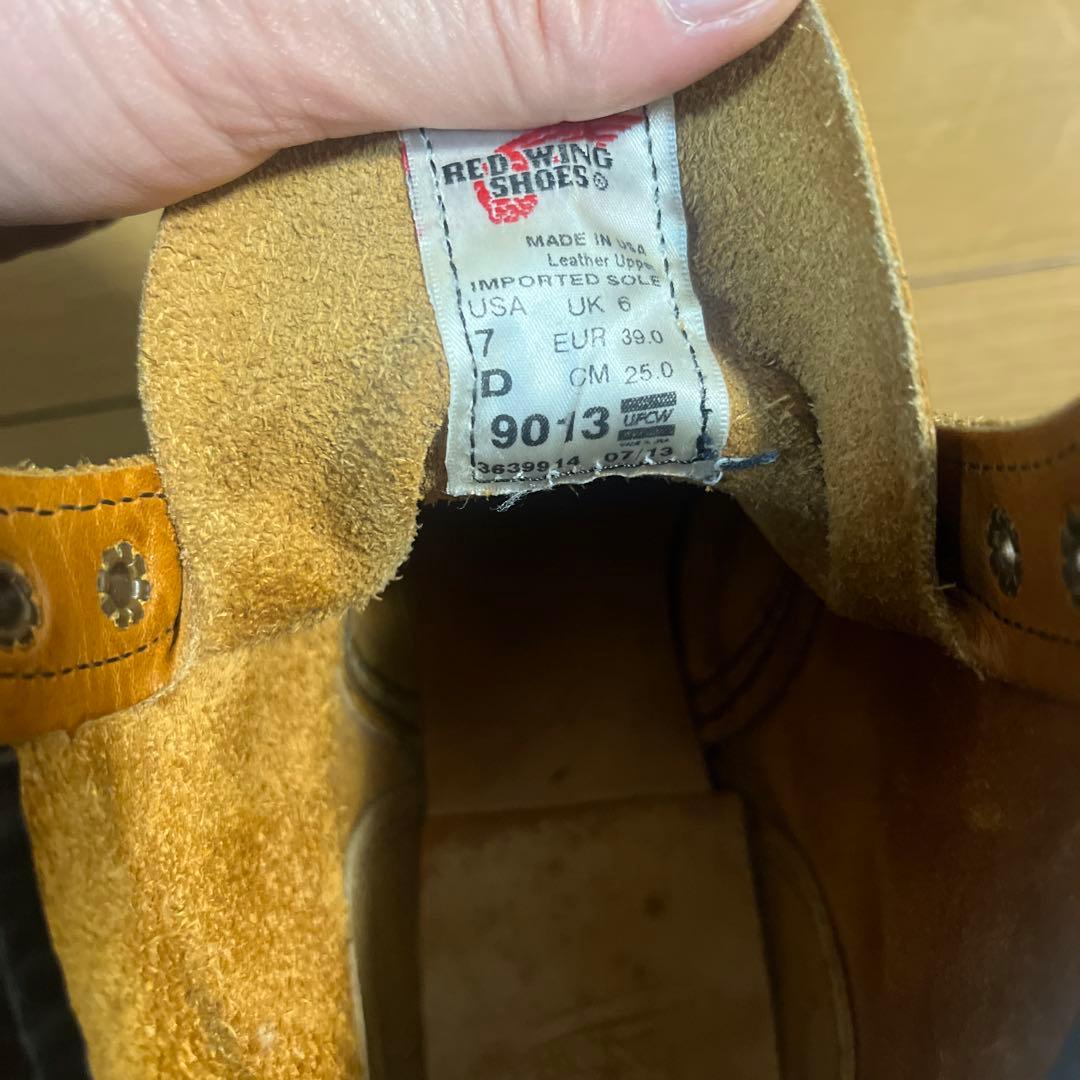 RED WING
SHOES®
MADE IN USA
Leather Upper
IMPORTED SOLE
USA UK 6
7 EUR 39.0
D CM 25.0
9013 UFCW
3639914 07/13